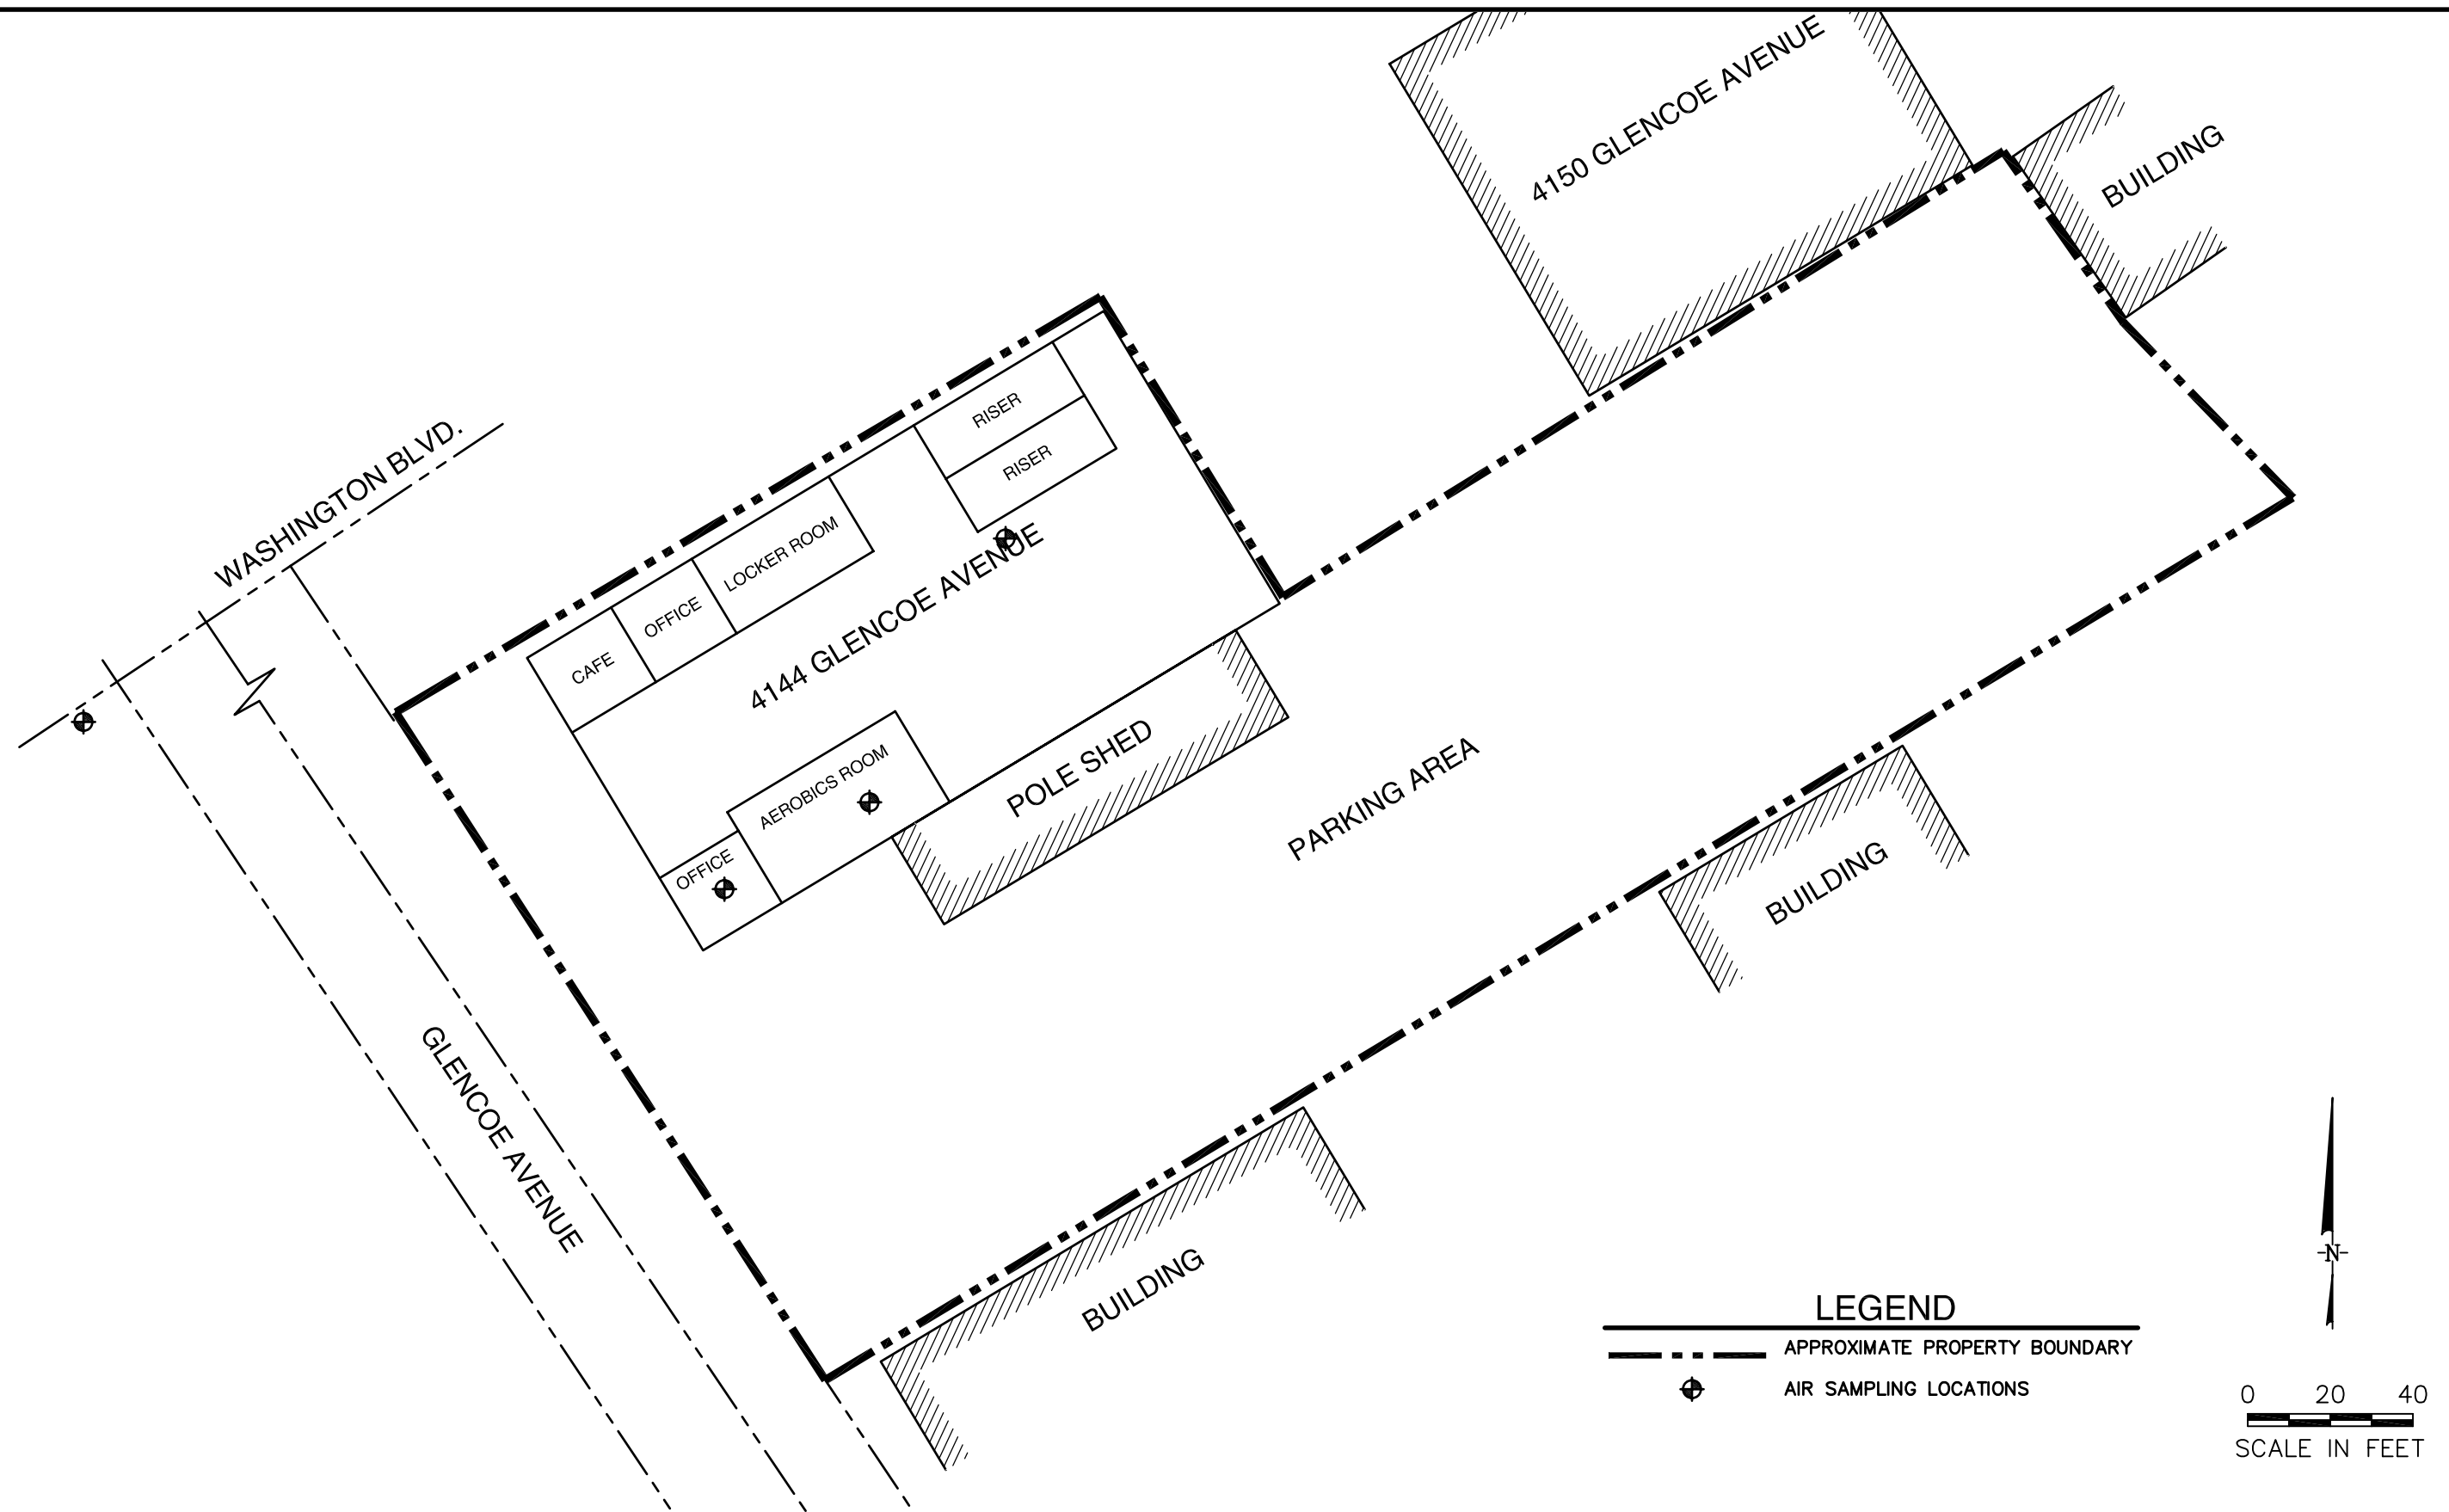 4150 GLENCOE AVENUE
BUILDING
WASHINGTON BLVD.
RISER
RISER
LOCKER ROOM
OFFICE
CAFE
4144 GLENCOE AVENUE
AEROBICS ROOM
OFFICE
POLE SHED
PARKING AREA
BUILDING
GLENCOE AVENUE
BUILDING
-N-
LEGEND
APPROXIMATE PROPERTY BOUNDARY
AIR SAMPLING LOCATIONS
0 20 40
SCALE IN FEET